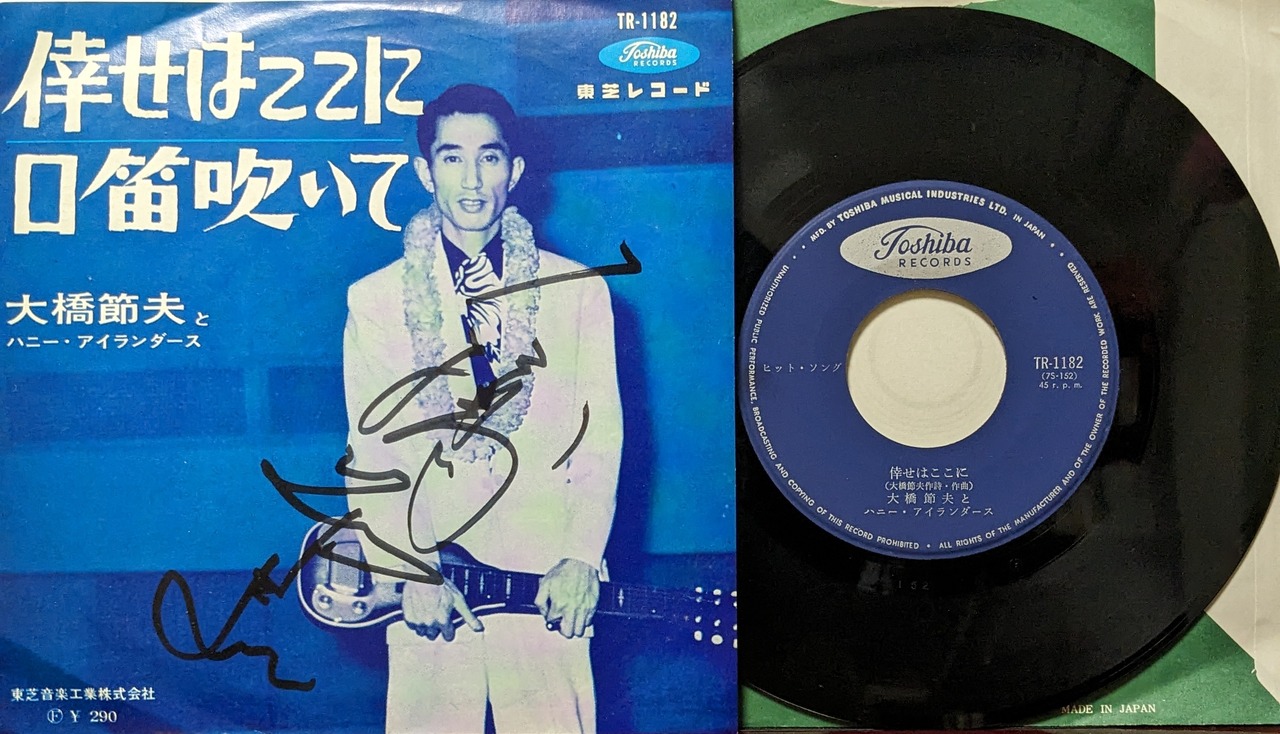 TR-1182
Toshiba
RECORDS
東芝レコード
倖せはここに
口笛吹いて
大橋節夫と
ハニー・アイランダース
東芝音楽工業株式会社
Ⓕ ¥ 290
MFD. BY TOSHIBA MUSICAL INDUSTRIES LTD. IN JAPAN
Toshiba
RECORDS
ヒット・ソング
TR-1182
(7S-152)
45 r.p.m.
倖せはここに
(大橋節夫作詩・作曲)
大橋節夫と
ハニー・アイランダース
UNAUTHORIZED PUBLIC PERFORMANCE, BROADCASTING AND COPYING OF THIS RECORD PROHIBITED • ALL RIGHTS OF THE MANUFACTURER AND OF THE OWNER OF THE RECORDED WORK ARE RESERVED
152
MADE IN JAPAN